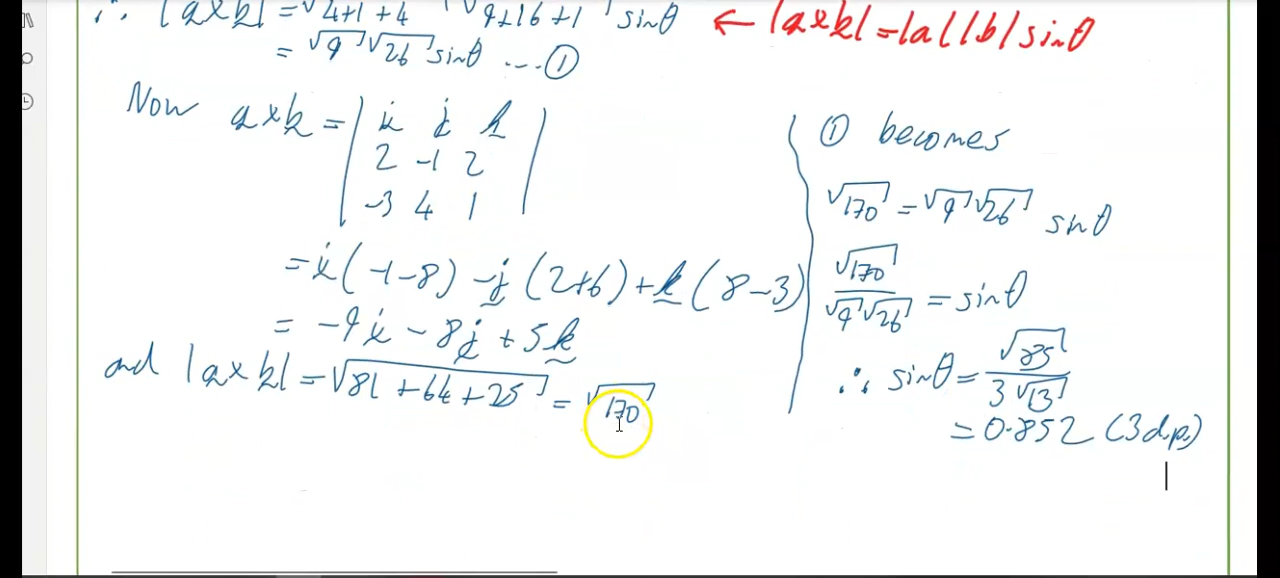 ∴ |a×b| = √4+1+4 √9+16+1 sinθ ← |a×b|=|a||b| sinθ
= √9 √26 sinθ ...①
Now a×b = | i j k |
2 -1 2
-3 4 1
= i(-1-8) - j(2+6) + k(8-3)
= -9i - 8j + 5k
and |a×b| = √81+64+25 = √170
① becomes
√170 = √9 √26 sinθ
√170 / √9 √26 = sinθ
∴ sinθ = √85 / 3√13
= 0.852 (3d.p.)